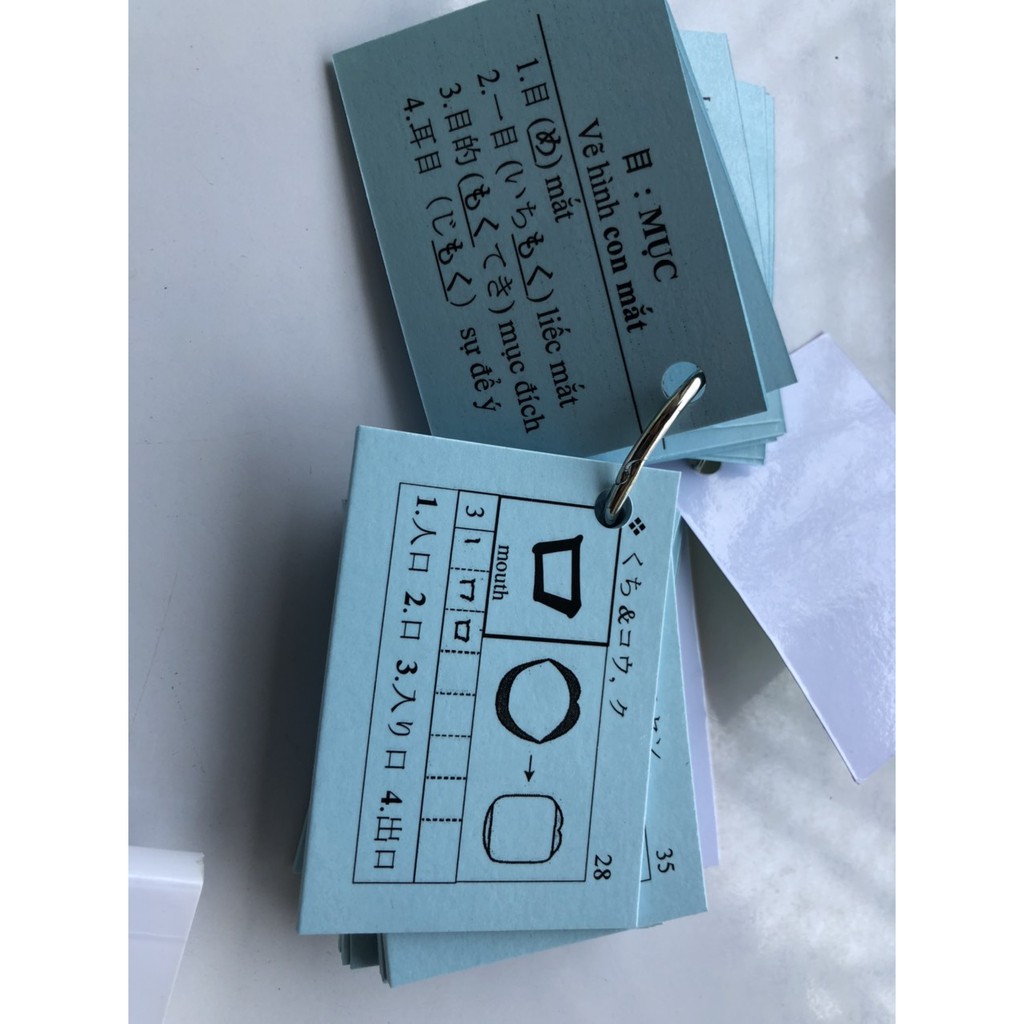 目 : MỤC
Vẽ hình con mắt
1.目 (め) mắt
2.一目 (いちもく) liếc mắt
3.目的 (もくてき) mục đích
4.耳目 (じもく) sự để ý
❖ くち &コウ, ク
28
口
mouth
3
1.人口 2.口 3.入り口 4.出口
35